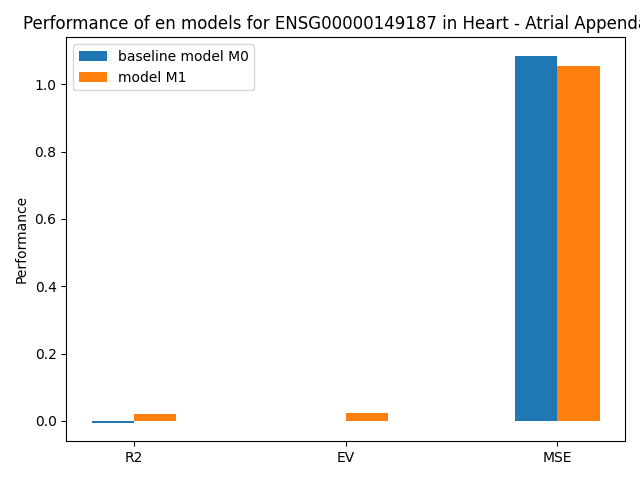 Performance of en models for ENSG00000149187 in Heart - Atrial Appenda
baseline model M0
model M1
1.0
0.8
0.6
0.4
0.2
0.0
Performance
R2
EV
MSE